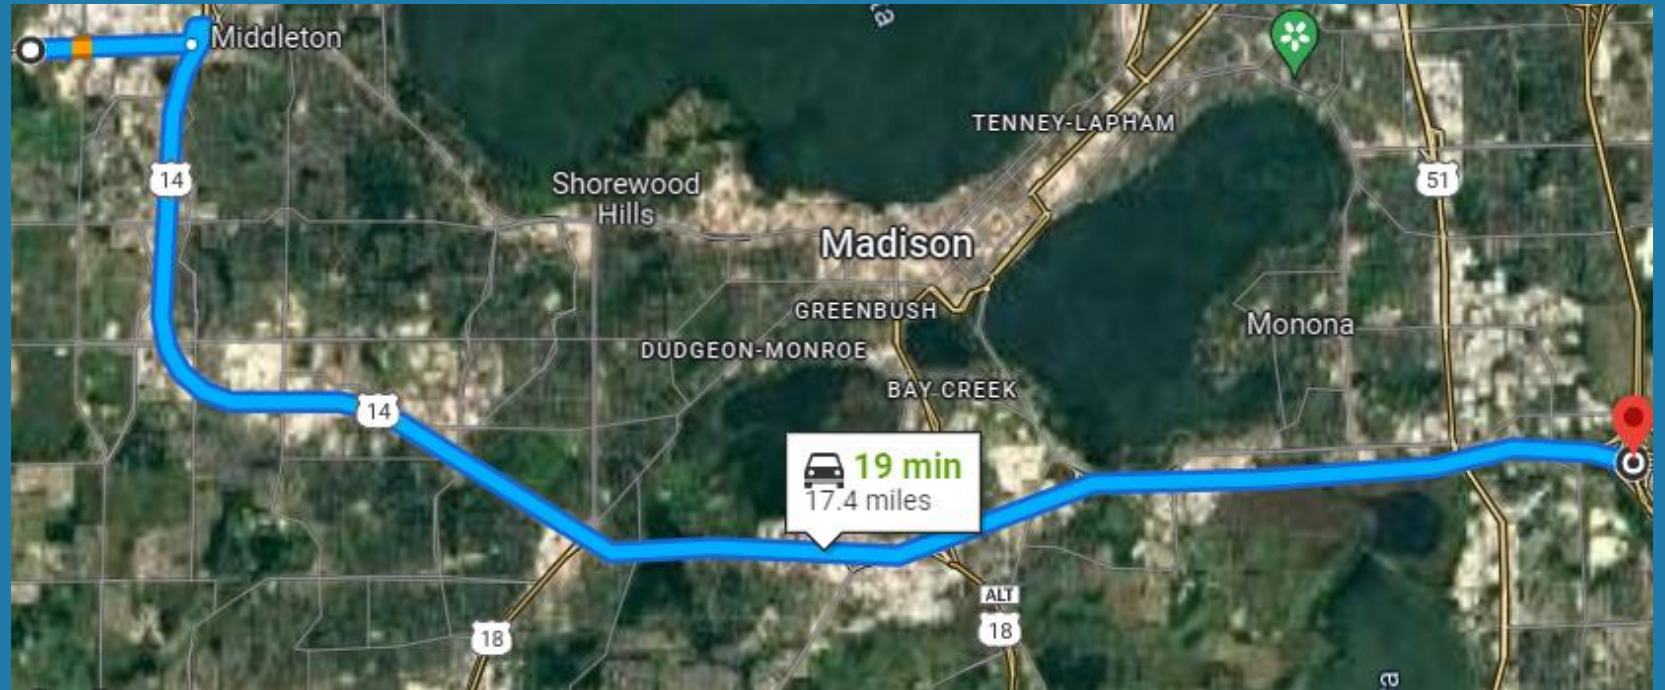 Middleton
ta
TENNEY-LAPHAM
14
51
Shorewood
Hills
Madison
GREENBUSH
Monona
DUDGEON-MONROE
BAY CREEK
14
19 min
17.4 miles
ALT
18
18
a